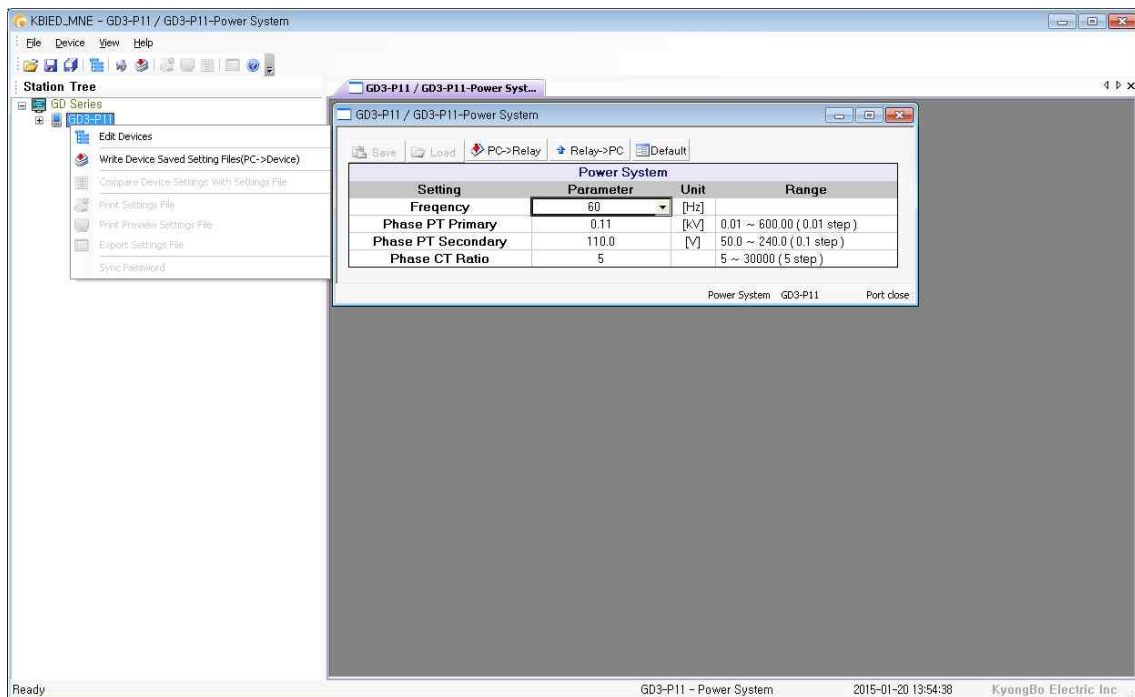 KBIED_MNE - GD3-P11 / GD3-P11-Power System
File Device View Help
Station Tree
GD3-P11 / GD3-P11-Power Syst...
GD Series
GD3-P11
Edit Devices
Write Device Saved Setting Files(PC->Device)
Compare Device Settings With Settings File
Print Settings File
Print Preview Settings File
Export Settings File
Sync Password
GD3-P11 / GD3-P11-Power System
Save Load PC->Relay Relay->PC Default
Power System
Setting Parameter Unit Range
Freqency 60 [Hz]
Phase PT Primary 0.11 [kV] 0.01 ~ 600.00 ( 0.01 step )
Phase PT Secondary 110.0 [V] 50.0 ~ 240.0 ( 0.1 step )
Phase CT Ratio 5 5 ~ 30000 ( 5 step )
Power System GD3-P11 Port close
Ready GD3-P11 - Power System 2015-01-20 13:54:38 KyongBo Electric Inc